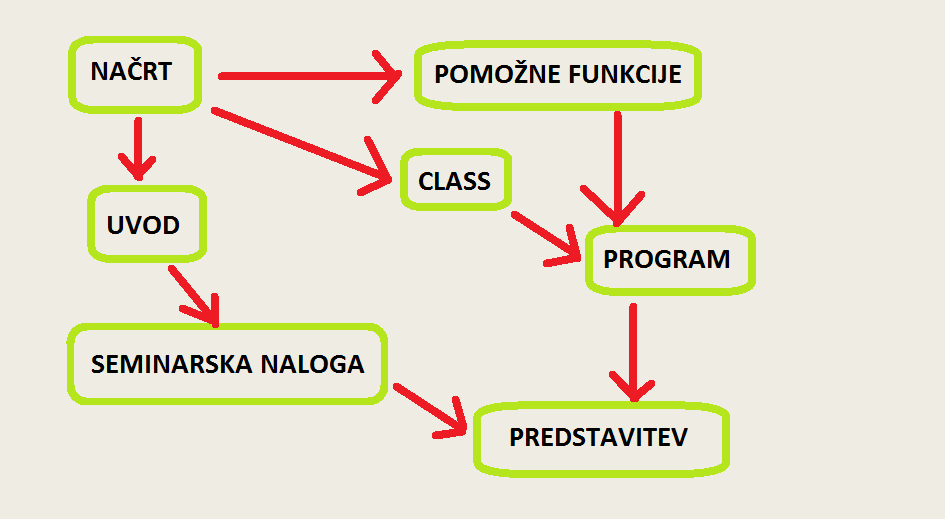 NAČRT
POMOŽNE FUNKCIJE
CLASS
UVOD
PROGRAM
SEMINARSKA NALOGA
PREDSTAVITEV